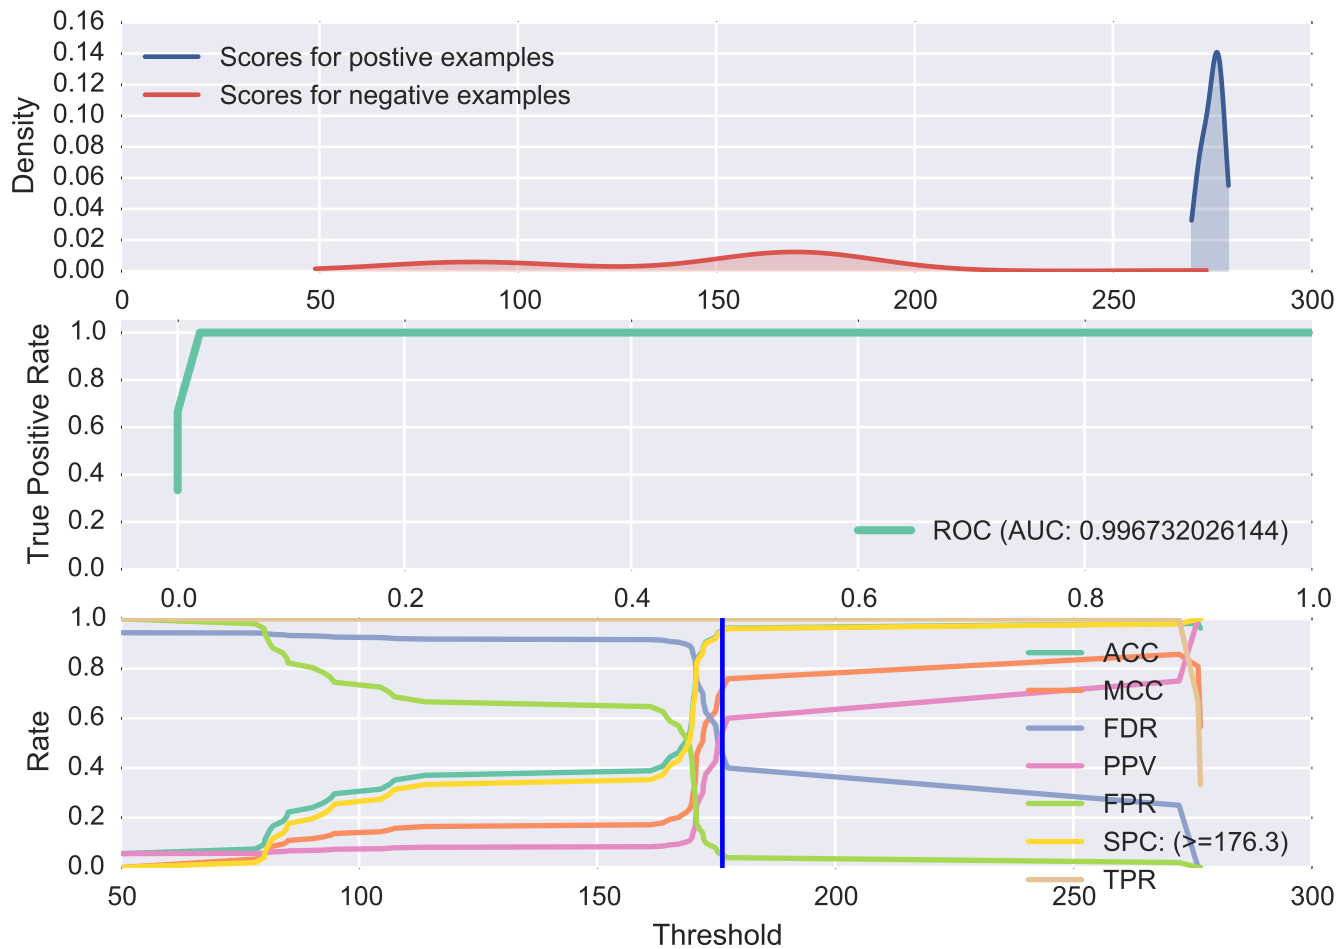 0.16
0.14
0.12
0.10
0.08
0.06
0.04
0.02
0.00
Density
Scores for postive examples
Scores for negative examples
0 50 100 150 200 250 300
1.0
0.8
0.6
0.4
0.2
0.0
True Positive Rate
ROC (AUC: 0.996732026144)
0.0 0.2 0.4 0.6 0.8 1.0
1.0
0.8
0.6
0.4
0.2
0.0
Rate
ACC
MCC
FDR
PPV
FPR
SPC: (>=176.3)
TPR
50 100 150 200 250 300
Threshold